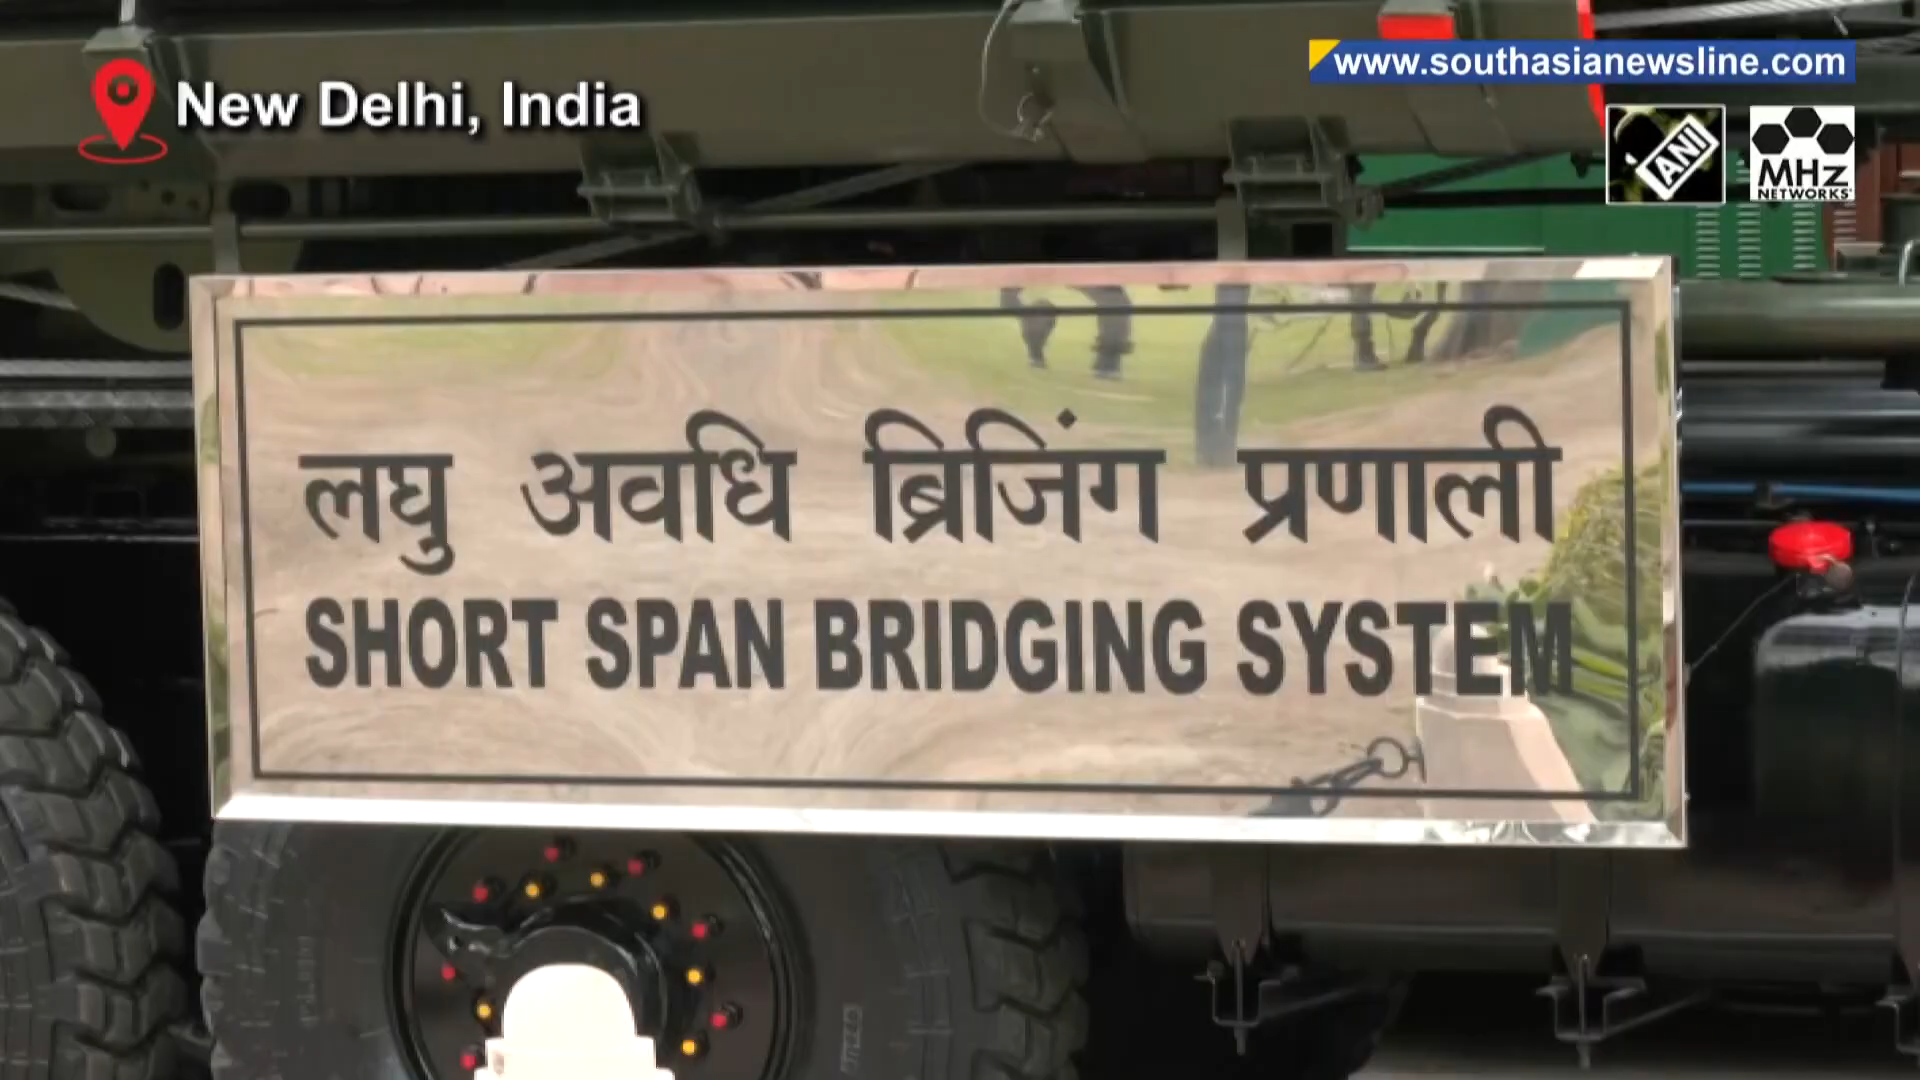 www.southasianewsline.com
New Delhi, India
ANI
MHz
NETWORKS
लघु अवधि ब्रिजिंग प्रणाली
SHORT SPAN BRIDGING SYSTEM